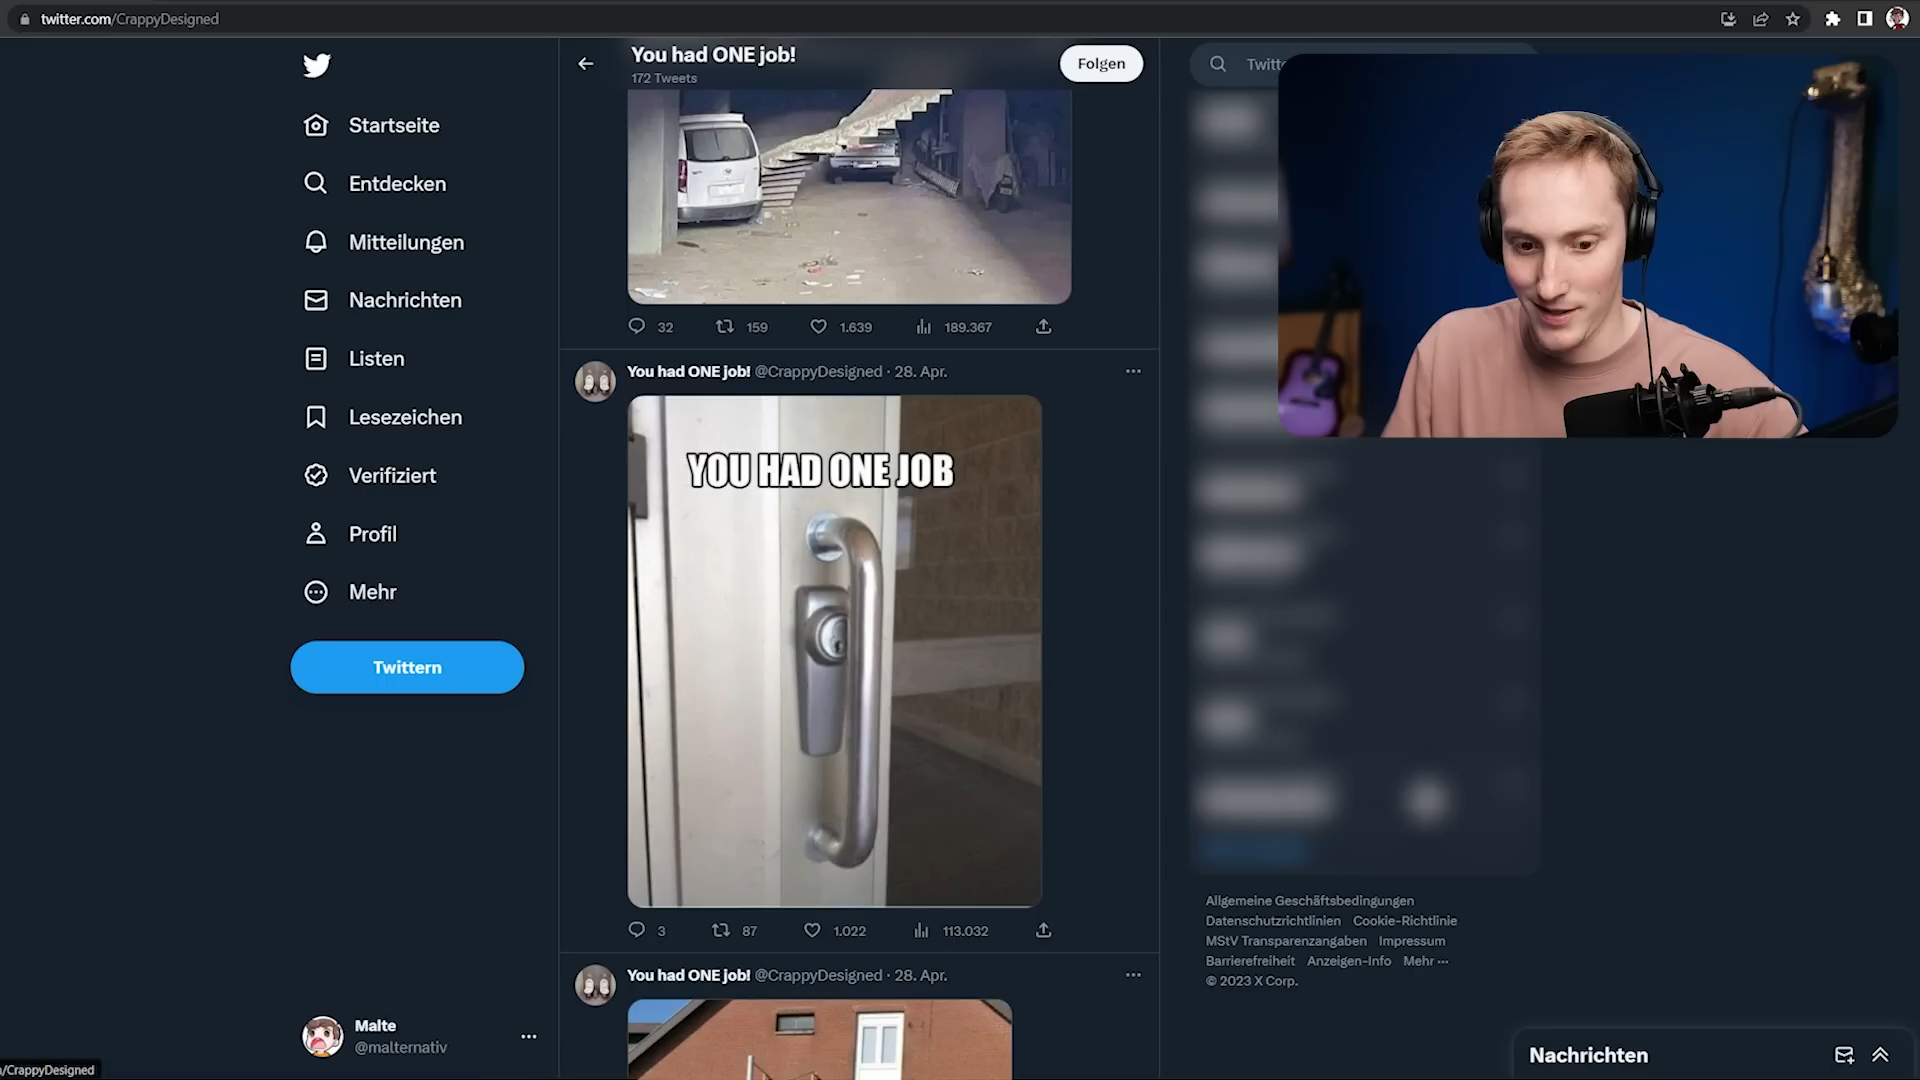 twitter.com/CrappyDesigned
You had ONE job!
172 Tweets
Folgen
Startseite
Entdecken
Mitteilungen
Nachrichten
Listen
Lesezeichen
Verifiziert
Profil
Mehr
Twittern
Malte
@malternativ
/CrappyDesigned
32 159 1.639 189.367
You had ONE job! @CrappyDesigned · 28. Apr.
YOU HAD ONE JOB
3 87 1.022 113.032
You had ONE job! @CrappyDesigned · 28. Apr.
Allgemeine Geschäftsbedingungen
Datenschutzrichtlinien Cookie-Richtlinie
MStV Transparenzangaben Impressum
Barrierefreiheit Anzeigen-Info Mehr ···
© 2023 X Corp.
Nachrichten